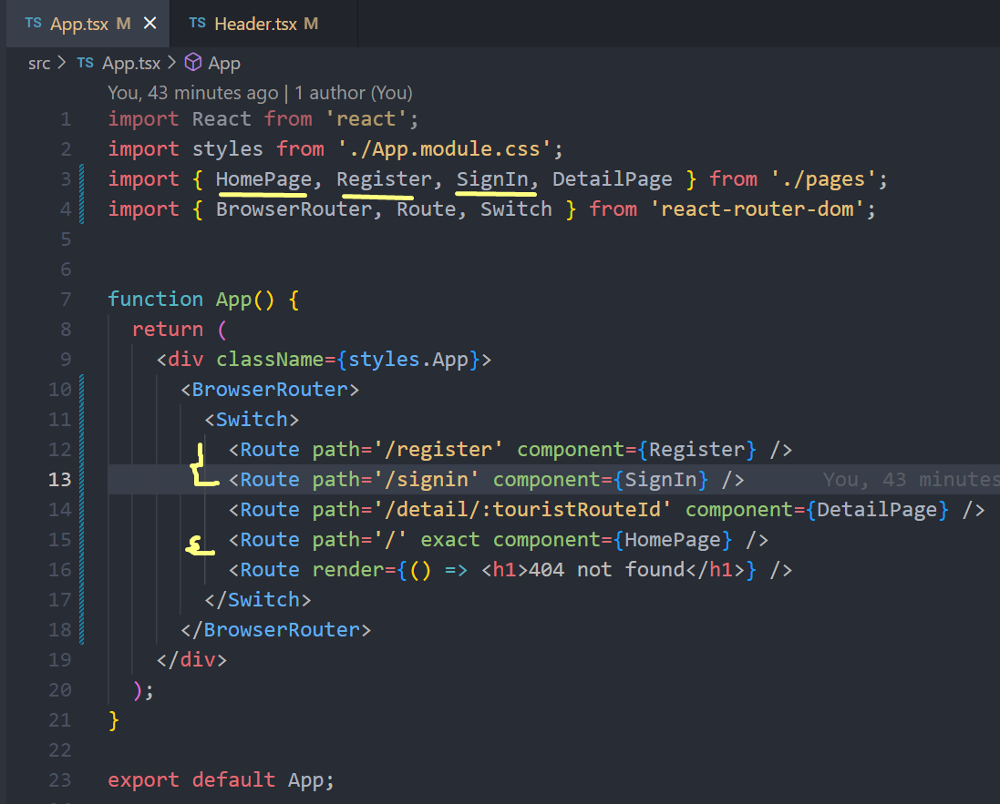 TS App.tsx M × TS Header.tsx M
src > TS App.tsx > App
You, 43 minutes ago | 1 author (You)
1 import React from 'react';
2 import styles from './App.module.css';
3 import { HomePage, Register, SignIn, DetailPage } from './pages';
4 import { BrowserRouter, Route, Switch } from 'react-router-dom';
5
6
7 function App() {
8 return (
9 <div className={styles.App}>
10 <BrowserRouter>
11 <Switch>
12 <Route path='/register' component={Register} />
13 <Route path='/signin' component={SignIn} /> You, 43 minutes
14 <Route path='/detail/:touristRouteId' component={DetailPage} />
15 <Route path='/' exact component={HomePage} />
16 <Route render={() => <h1>404 not found</h1>} />
17 </Switch>
18 </BrowserRouter>
19 </div>
20 );
21 }
22
23 export default App;